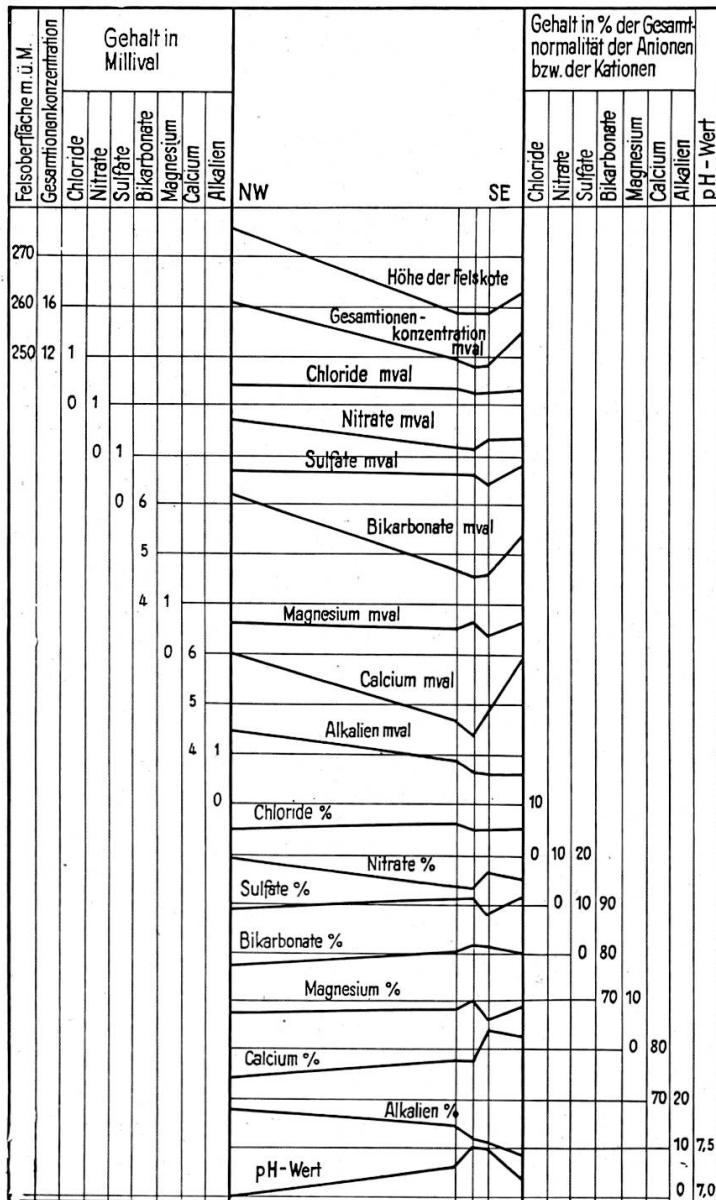 Felsoberfläche m.ü.M.
Gesamtionenkonzentration
Gehalt in
Millival
Chloride
Nitrate
Sulfate
Bikarbonate
Magnesium
Calcium
Alkalien
NW
SE
Gehalt in % der Gesamt-
normalität der Anionen
bzw. der Kationen
Chloride
Nitrate
Sulfate
Bikarbonate
Magnesium
Calcium
Alkalien
pH-Wert
270
Höhe der Felskote
260 16
Gesamtionen-
konzentration
mval
250 12 1
Chloride mval
0 1
Nitrate mval
0 1
Sulfate mval
0 6
Bikarbonate mval
5
4 1
Magnesium mval
0 6
Calcium mval
5
Alkalien mval
4 1
0
10
Chloride %
0 10 20
Nitrate %
Sulfate %
0 10 90
Bikarbonate %
0 80
Magnesium %
70 10
Calcium %
0 80
70 20
Alkalien %
10 7,5
pH-Wert
0 7,0